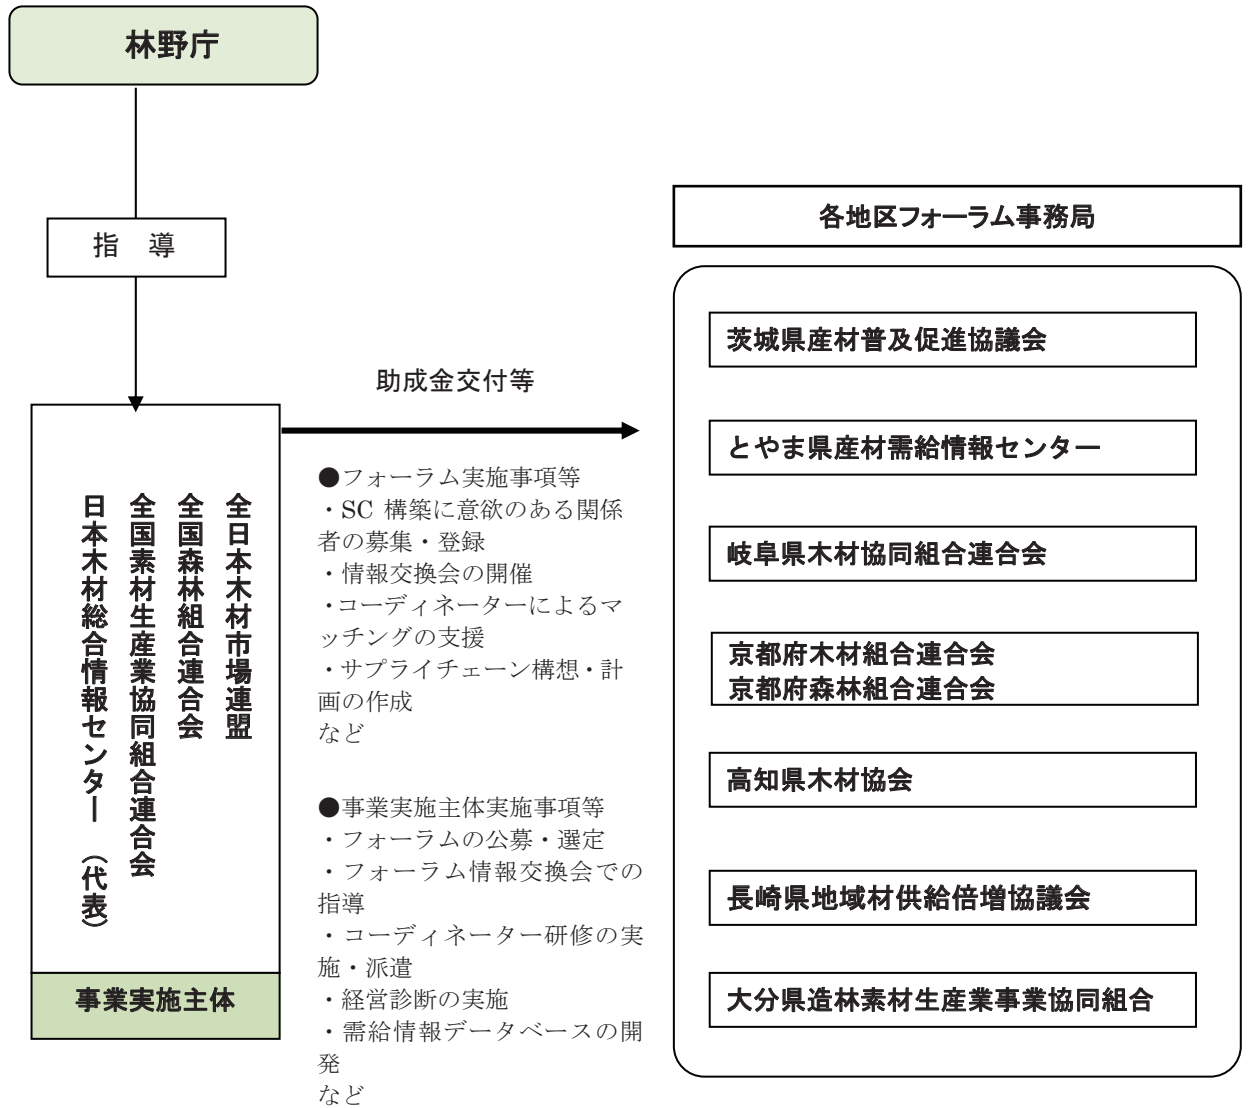 林野庁
指　導
全日本木材市場連盟
全国森林組合連合会
全国素材生産業協同組合連合会
日本木材総合情報センター　（代表）
事業実施主体
助成金交付等
●フォーラム実施事項等
・SC 構築に意欲のある関係
者の募集・登録
・情報交換会の開催
・コーディネーターによるマ
ッチングの支援
・サプライチェーン構想・計
画の作成
など
●事業実施主体実施事項等
・フォーラムの公募・選定
・フォーラム情報交換会での
指導
・コーディネーター研修の実
施・派遣
・経営診断の実施
・需給情報データベースの開
発
など
各地区フォーラム事務局
茨城県産材普及促進協議会
とやま県産材需給情報センター
岐阜県木材協同組合連合会
京都府木材組合連合会
京都府森林組合連合会
高知県木材協会
長崎県地域材供給倍増協議会
大分県造林素材生産業事業協同組合